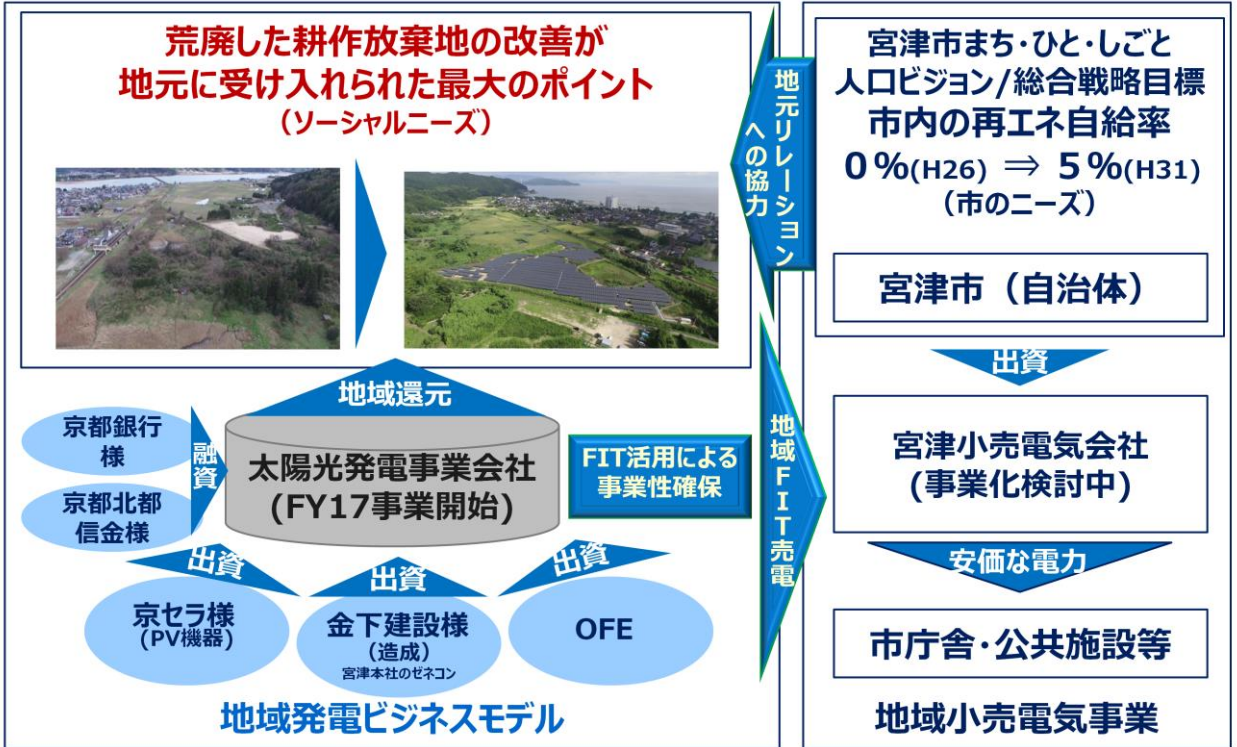 荒廃した耕作放棄地の改善が
地元に受け入れられた最大のポイント
（ソーシャルニーズ）
地元リレーション
への協力
宮津市まち・ひと・しごと
人口ビジョン/総合戦略目標
市内の再エネ自給率
0%(H26) ⇒ 5%(H31)
（市のニーズ）
宮津市（自治体）
出資
宮津小売電気会社
(事業化検討中)
安価な電力
市庁舎・公共施設等
地域小売電気事業
地域還元
京都銀行
様
京都北都
信金様
融資
太陽光発電事業会社
(FY17事業開始)
FIT活用による
事業性確保
地域FIT売電
出資
出資
出資
京セラ様
(PV機器)
金下建設様
(造成)
宮津本社のゼネコン
OFE
地域発電ビジネスモデル